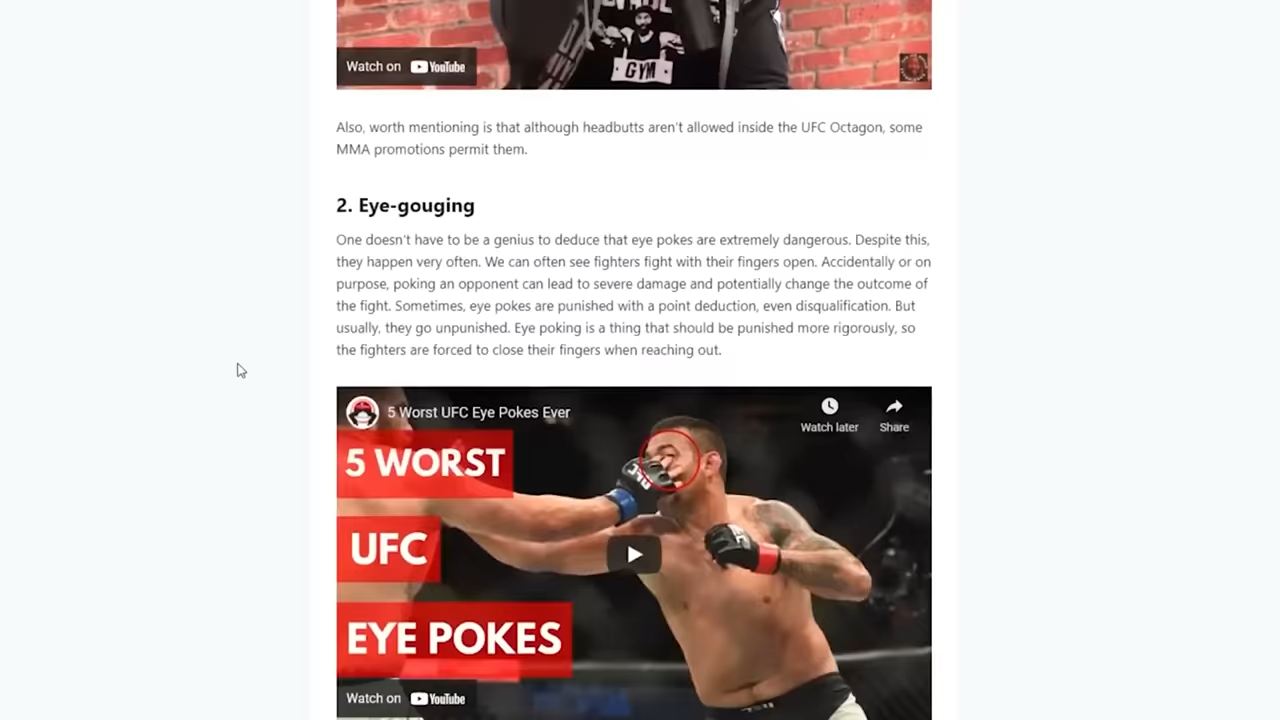 GYM
Watch on YouTube
Also, worth mentioning is that although headbutts aren't allowed inside the UFC Octagon, some
MMA promotions permit them.
2. Eye-gouging
One doesn't have to be a genius to deduce that eye pokes are extremely dangerous. Despite this,
they happen very often. We can often see fighters fight with their fingers open. Accidentally or on
purpose, poking an opponent can lead to severe damage and potentially change the outcome of
the fight. Sometimes, eye pokes are punished with a point deduction, even disqualification. But
usually, they go unpunished. Eye poking is a thing that should be punished more rigorously, so
the fighters are forced to close their fingers when reaching out.
5 Worst UFC Eye Pokes Ever
Watch later
Share
5 WORST
UFC
UFC
EYE POKES
Watch on YouTube